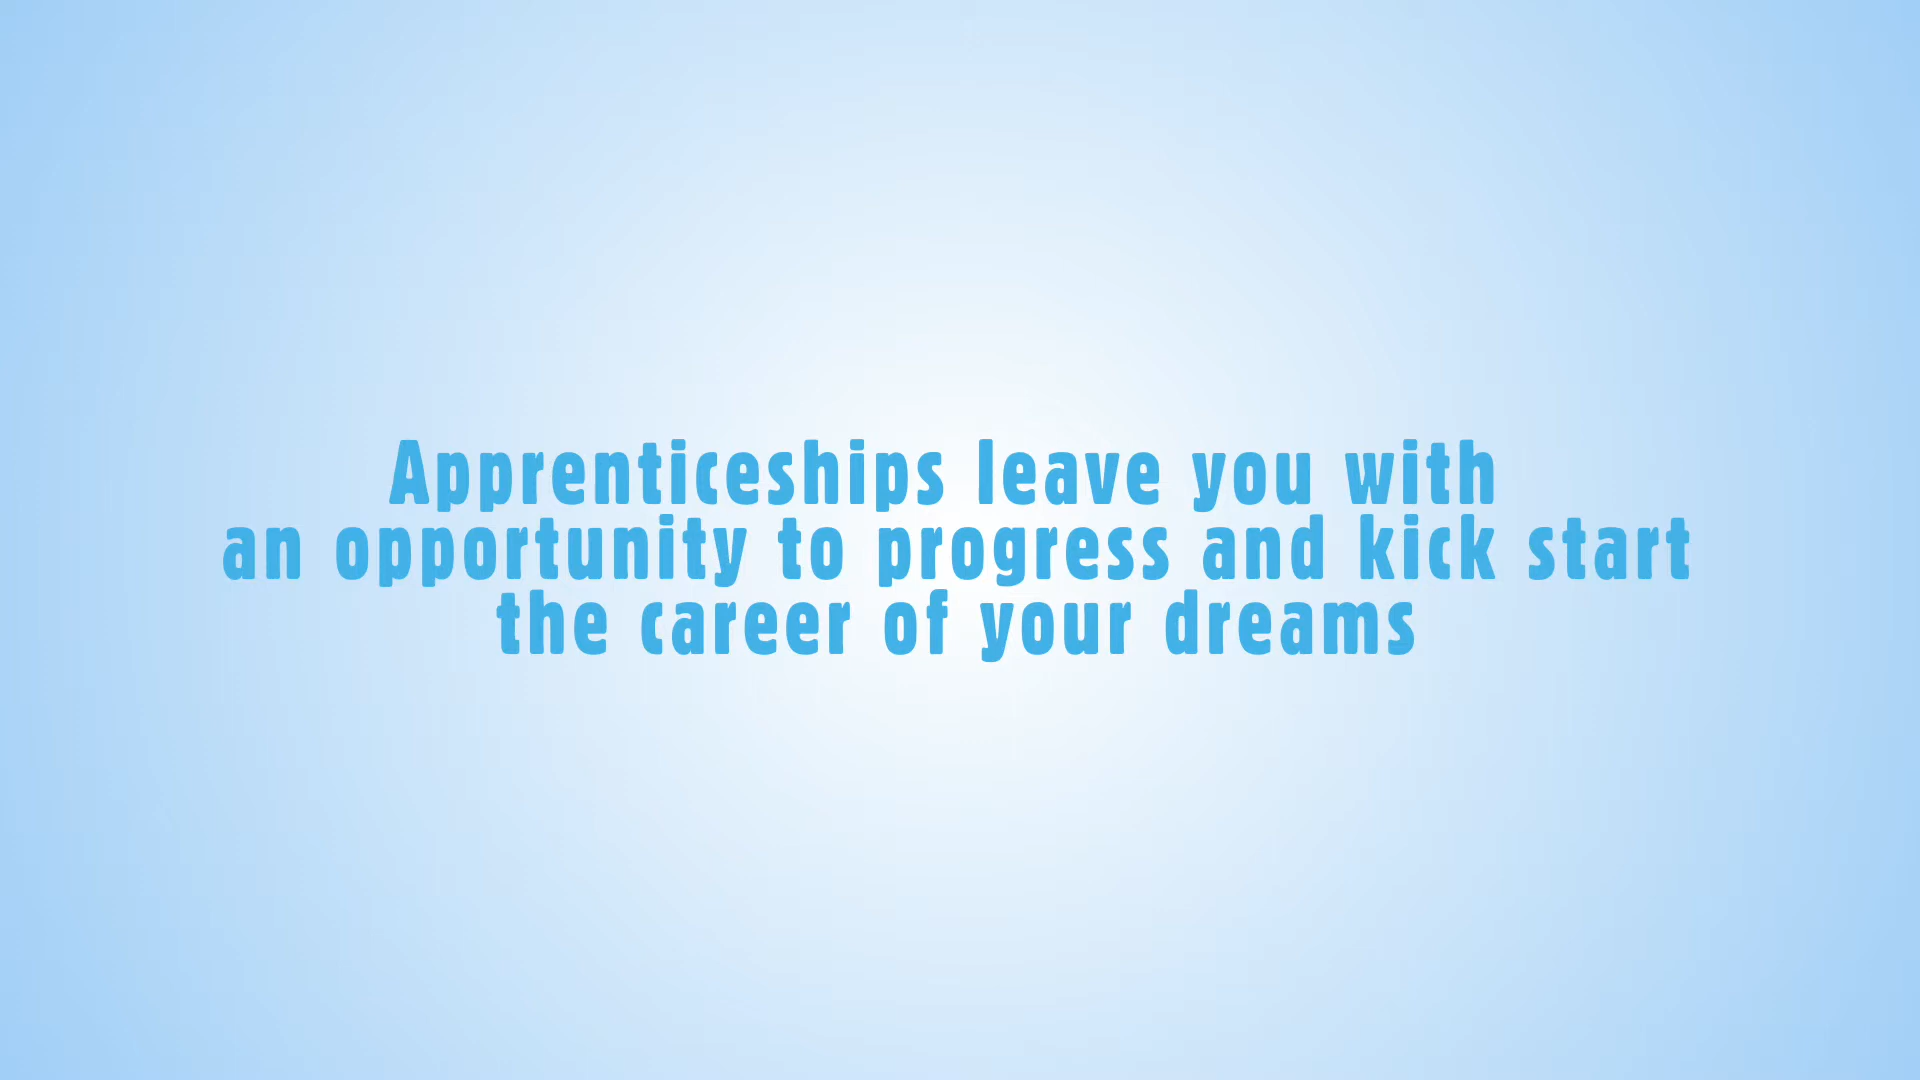 Apprenticeships leave you with
an opportunity to progress and kick start
the career of your dreams